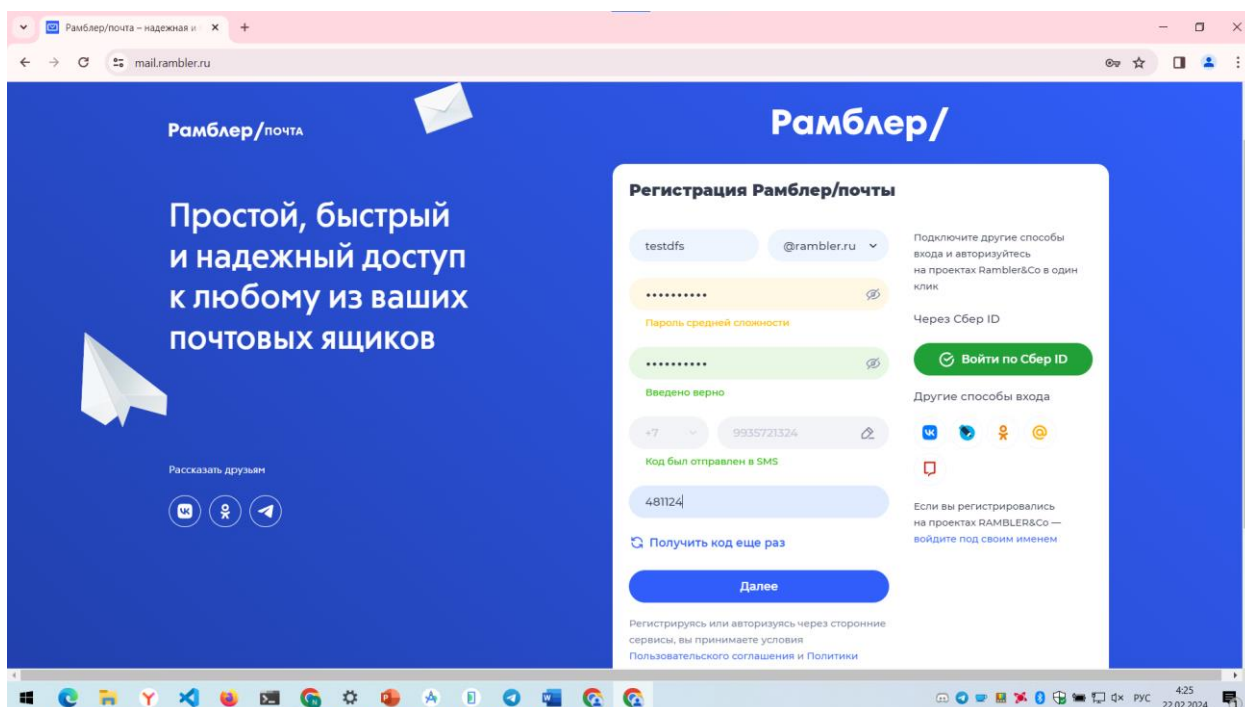 Рамблер/почта – надежная и
mail.rambler.ru
Рамблер/почта
Простой, быстрый
и надежный доступ
к любому из ваших
почтовых ящиков
Рассказать друзьям
Рамблер/
Регистрация Рамблер/почты
testdfs @rambler.ru
••••••••••
Пароль средней сложности
••••••••••
Введено верно
+7 9935721324
Код был отправлен в SMS
481124
Получить код еще раз
Далее
Регистрируясь или авторизуясь через сторонние
сервисы, вы принимаете условия
Пользовательского соглашения и Политики
Подключите другие способы
входа и авторизуйтесь
на проектах Rambler&Co в один
клик
Через Сбер ID
Войти по Сбер ID
Другие способы входа
Если вы регистрировались
на проектах RAMBLER&Co —
войдите под своим именем
РУС
4:25
22.02.2024